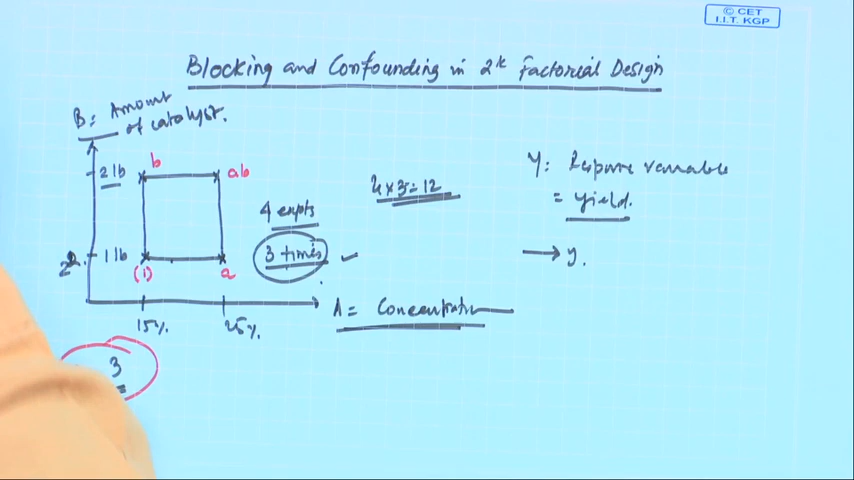 © CET
I.I.T. KGP
Blocking and Confounding in 2^k Factorial Design
B: Amount
of catalyst.
2 lb
b
ab
1 lb
(1)
a
15%
25%
A = Concentration
4 expts
3 times
4×3=12
Y: Response variable
= yield.
→ y.
3